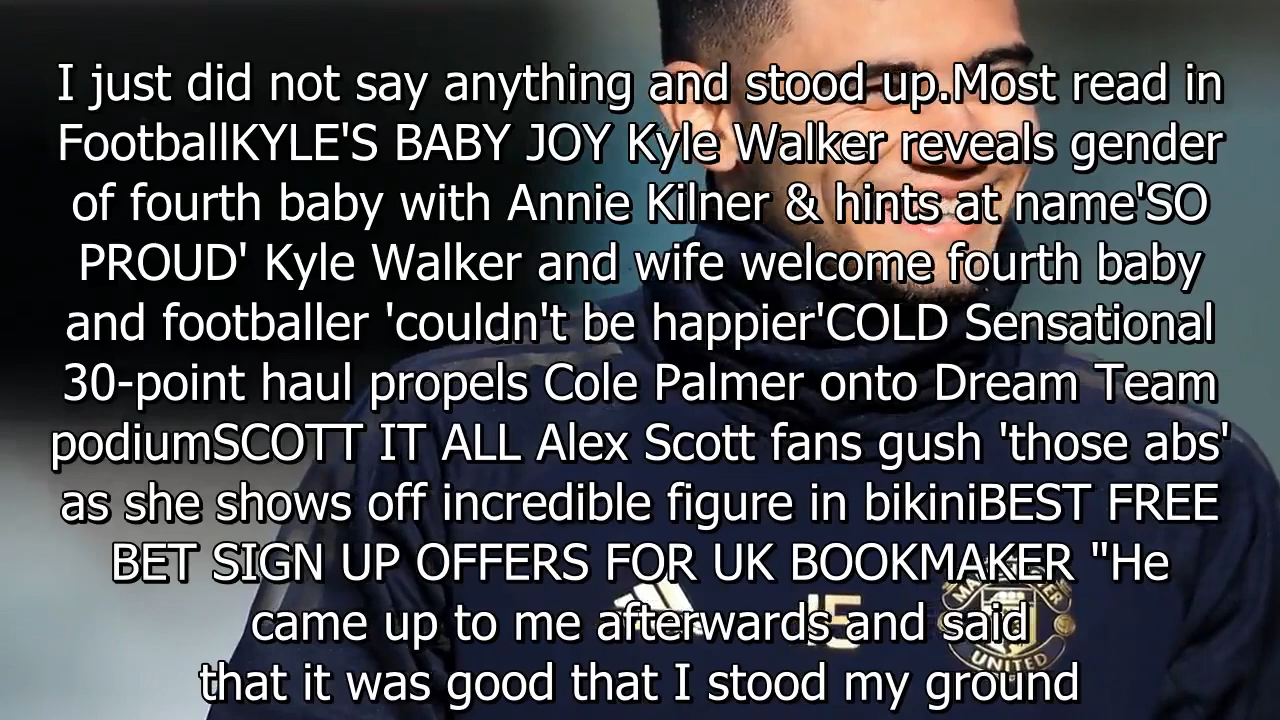 I just did not say anything and stood up.Most read in
FootballKYLE'S BABY JOY Kyle Walker reveals gender
of fourth baby with Annie Kilner & hints at name'SO
PROUD' Kyle Walker and wife welcome fourth baby
and footballer 'couldn't be happier'COLD Sensational
30-point haul propels Cole Palmer onto Dream Team
podiumSCOTT IT ALL Alex Scott fans gush 'those abs'
as she shows off incredible figure in bikiniBEST FREE
BET SIGN UP OFFERS FOR UK BOOKMAKER "He
came up to me afterwards and said
that it was good that I stood my ground
15
UNITED